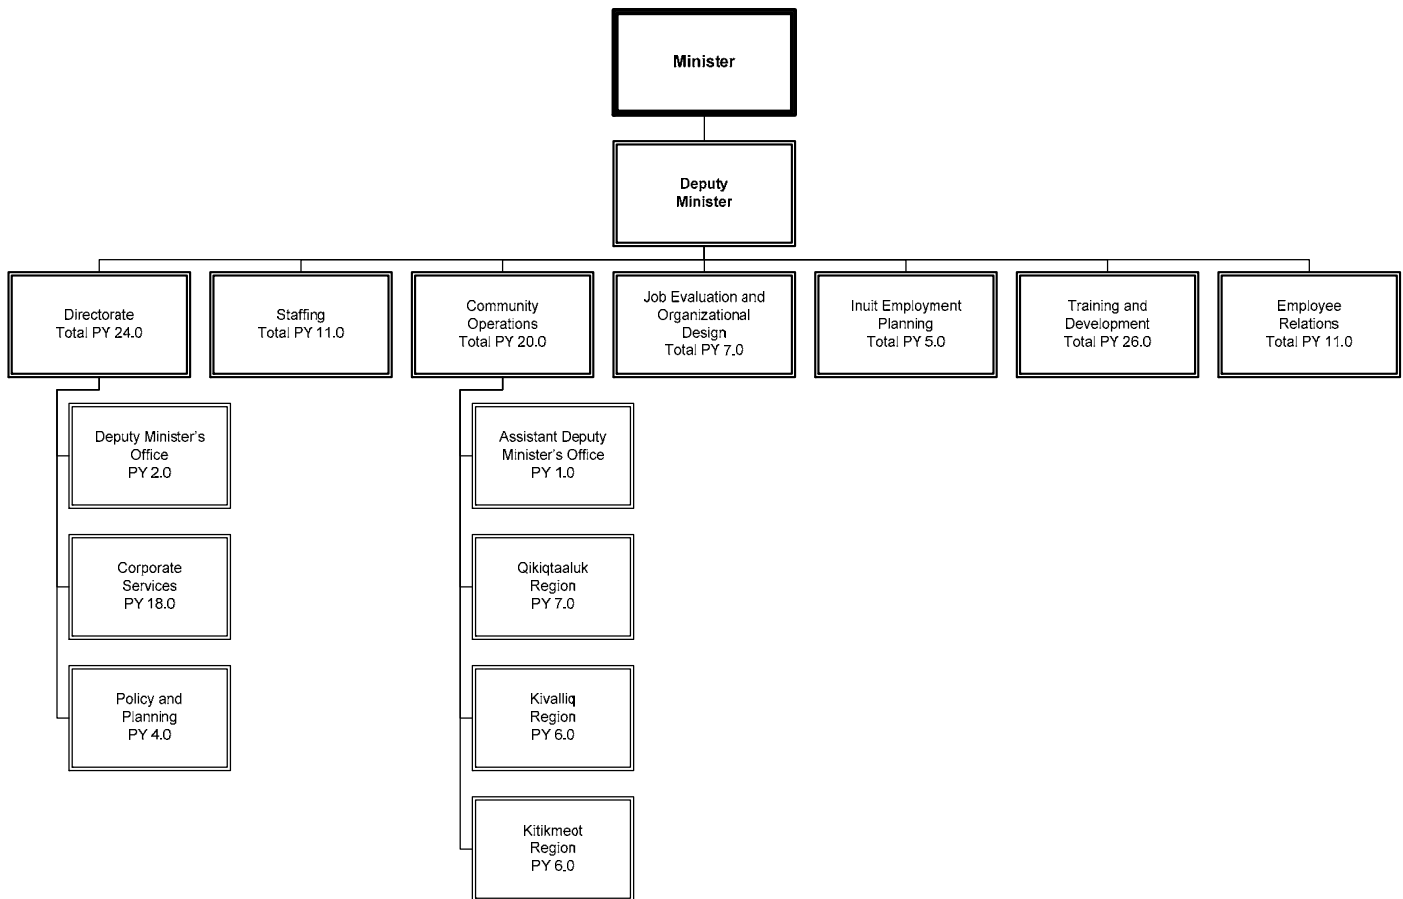 Minister
Deputy
Minister
Directorate
Total PY 24.0
Staffing
Total PY 11.0
Community
Operations
Total PY 20.0
Job Evaluation and
Organizational
Design
Total PY 7.0
Inuit Employment
Planning
Total PY 5.0
Training and
Development
Total PY 26.0
Employee
Relations
Total PY 11.0
Deputy Minister's
Office
PY 2.0
Corporate
Services
PY 18.0
Policy and
Planning
PY 4.0
Assistant Deputy
Minister's Office
PY 1.0
Qikiqtaaluk
Region
PY 7.0
Kivalliq
Region
PY 6.0
Kitikmeot
Region
PY 6.0